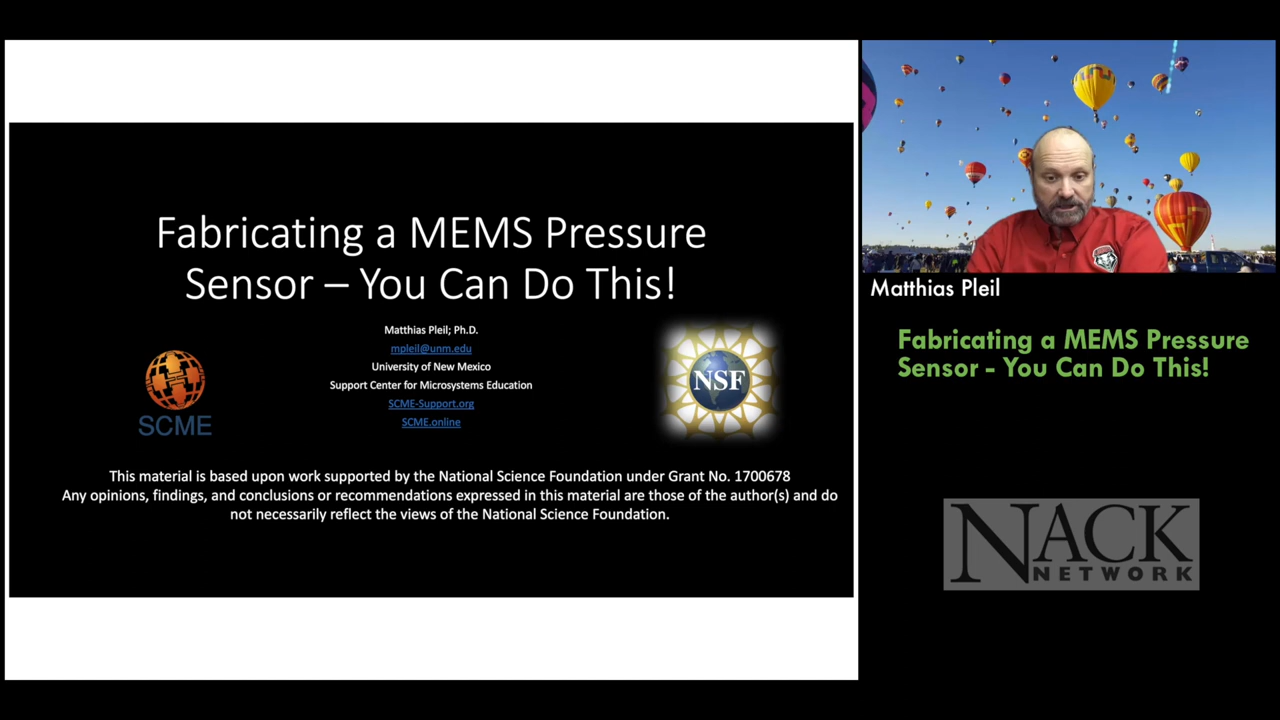 Fabricating a MEMS Pressure
Sensor – You Can Do This!
Matthias Pleil; Ph.D.
mpleil@unm.edu
University of New Mexico
Support Center for Microsystems Education
SCME-Support.org
SCME.online
SCME
NSF
This material is based upon work supported by the National Science Foundation under Grant No. 1700678
Any opinions, findings, and conclusions or recommendations expressed in this material are those of the author(s) and do
not necessarily reflect the views of the National Science Foundation.
Matthias Pleil
Fabricating a MEMS Pressure
Sensor - You Can Do This!
NACK
NETWORK